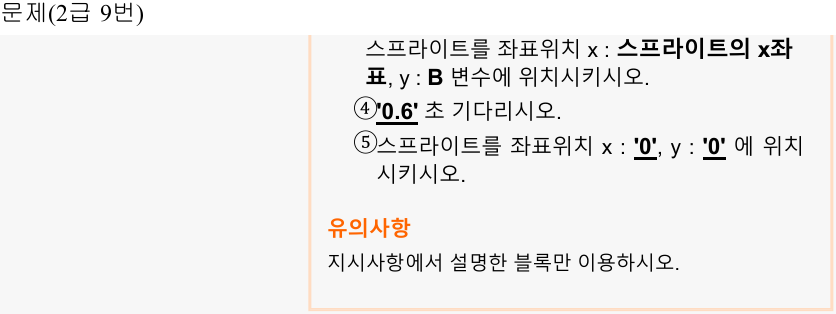 문제(2급 9번)
스프라이트를 좌표위치 x : 스프라이트의 x좌
표, y : B 변수에 위치시키시오.
④'0.6' 초 기다리시오.
⑤스프라이트를 좌표위치 x : '0', y : '0' 에 위치
시키시오.
유의사항
지시사항에서 설명한 블록만 이용하시오.